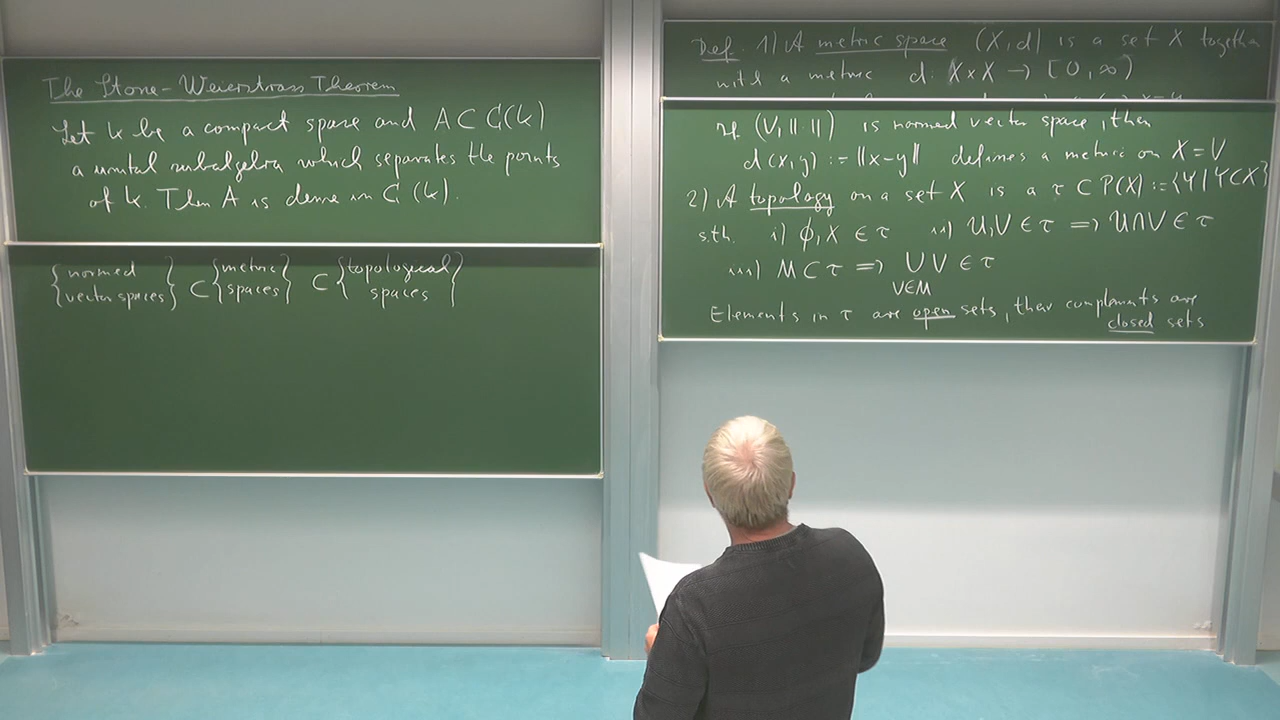 The Stone-Weierstrass Theorem
Let K be a compact space and A ⊂ C(K)
a unital subalgebra which separates the points
of K. Then A is dense in C(K).
{normed vector spaces} ⊂ {metric spaces} ⊂ {topological spaces}
Def. 1) A metric space (X,d) is a set X together
with a metric d: X×X → [0,∞)
If (V,||·||) is normed vector space, then
d(x,y) := ||x-y|| defines a metric on X=V
2) A topology on a set X is a τ ⊂ P(X) := {Y | Y⊂X}
s.th. i) ∅,X ∈ τ ii) U,V ∈ τ ⟹ U∩V ∈ τ
iii) M ⊂ τ ⟹ ⋃ V ∈ τ
V∈M
Elements in τ are open sets, their complements are
closed sets